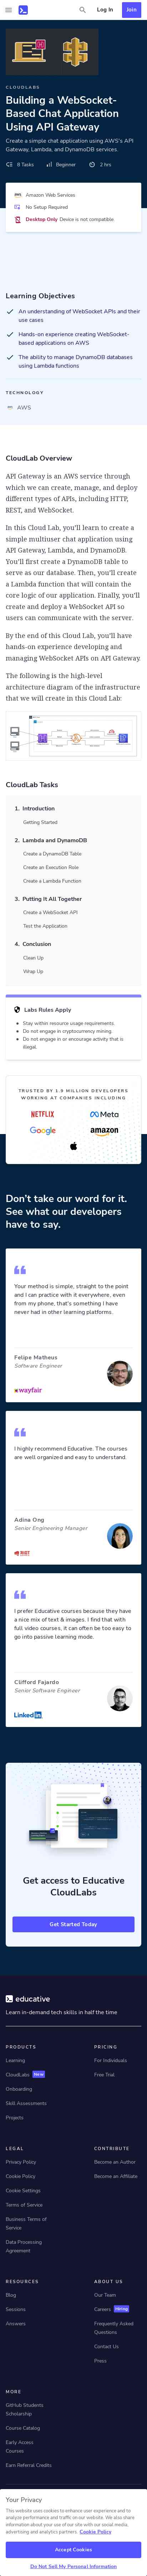 Log In
Join
CLOUDLABS
Building a WebSocket-
Based Chat Application
Using API Gateway
Create a simple chat application using AWS's API
Gateway, Lambda, and DynamoDB services.
8 Tasks
Beginner
2 hrs
Amazon Web Services
No Setup Required
Desktop Only Device is not compatible
Learning Objectives
An understanding of WebSocket APIs and their
use cases
Hands-on experience creating WebSocket-
based applications on AWS
The ability to manage DynamoDB databases
using Lambda functions
TECHNOLOGY
AWS
CloudLab Overview
API Gateway is an AWS service through
which we can create, manage, and deploy
different types of APIs, including HTTP,
REST, and WebSocket.
In this Cloud Lab, you'll learn to create a
simple multiuser chat application using
API Gateway, Lambda, and DynamoDB.
You'll first create a DynamoDB table to
use as our database. Then, you'll create
a Lambda function that will contain the
core logic of our application. Finally, you'll
learn to deploy a WebSocket API so
users can communicate with the server.
By the end of this Cloud Lab, you'll have
hands-on experience developing and
managing WebSocket APIs on API Gateway.
The following is the high-level
architecture diagram of the infrastructure
that we will create in this Cloud Lab:
CloudLab Tasks
1. Introduction
Getting Started
2. Lambda and DynamoDB
Create a DynamoDB Table
Create an Execution Role
Create a Lambda Function
3. Putting It All Together
Create a WebSocket API
Test the Application
4. Conclusion
Clean Up
Wrap Up
Labs Rules Apply
Stay within resource usage requirements.
Do not engage in cryptocurrency mining.
Do not engage in or encourage activity that is
illegal.
TRUSTED BY 1.9 MILLION DEVELOPERS
WORKING AT COMPANIES INCLUDING
NETFLIX
Meta
Google
amazon
Don't take our word for it.
See what our developers
have to say.
Your method is simple, straight to the point
and I can practice with it everywhere, even
from my phone, that's something I have
never had in other learning platforms.
Felipe Matheus
Software Engineer
wayfair
I highly recommend Educative. The courses
are well organized and easy to understand.
Adina Ong
Senior Engineering Manager
RIOT
I prefer Educative courses because they have
a nice mix of text & images. I find that with
full video courses, it can often be too easy to
go into passive learning mode.
Clifford Fajardo
Senior Software Engineer
LinkedIn
Get access to Educative
CloudLabs
Get Started Today
educative
Learn in-demand tech skills in half the time
PRODUCTS
Learning
CloudLabs New
Onboarding
Skill Assessments
Projects
PRICING
For Individuals
Free Trial
LEGAL
Privacy Policy
Cookie Policy
Cookie Settings
Terms of Service
Business Terms of
Service
Data Processing
Agreement
CONTRIBUTE
Become an Author
Become an Affiliate
RESOURCES
Blog
Sessions
Answers
ABOUT US
Our Team
Careers Hiring
Frequently Asked
Questions
Contact Us
Press
MORE
GitHub Students
Scholarship
Course Catalog
Early Access
Courses
Earn Referral Credits
Your Privacy
Our website uses cookies to enhance user experience
and analyze traffic on our website. We also share
information about your use of our website with our
advertising and analytics partners. Cookie Policy
Accept Cookies
Do Not Sell My Personal Information